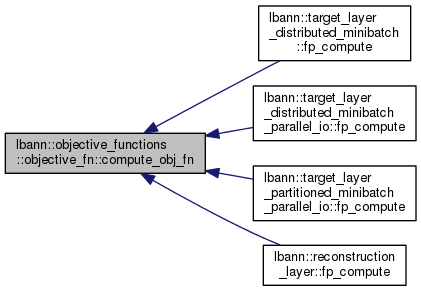 lbann::target_layer
_distributed_minibatch
::fp_compute
lbann::target_layer
_distributed_minibatch
_parallel_io::fp_compute
lbann::objective_functions
::objective_fn::compute_obj_fn
lbann::target_layer
_partitioned_minibatch
_parallel_io::fp_compute
lbann::reconstruction
_layer::fp_compute